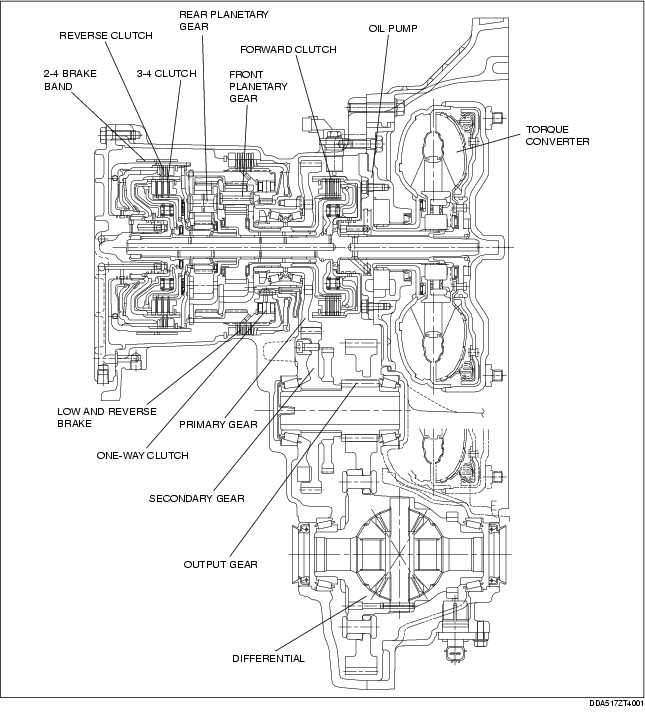 REAR PLANETARY
GEAR
REVERSE CLUTCH
OIL PUMP
FORWARD CLUTCH
2-4 BRAKE
BAND
3-4 CLUTCH
FRONT
PLANETARY
GEAR
TORQUE
CONVERTER
LOW AND REVERSE
BRAKE
PRIMARY GEAR
ONE-WAY CLUTCH
SECONDARY GEAR
OUTPUT GEAR
DIFFERENTIAL
DDA517ZT4001